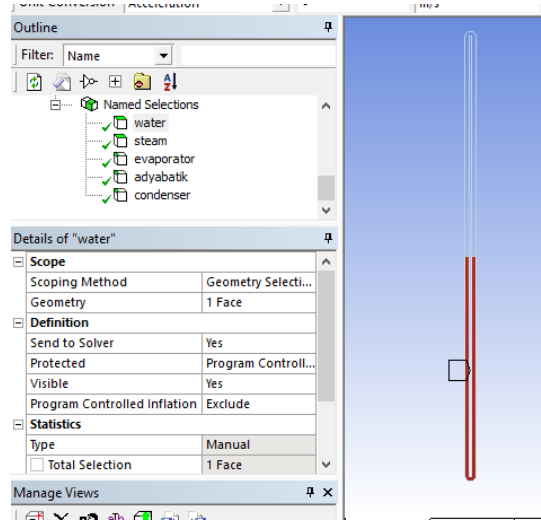 Unit Conversion Acceleration m/s
Outline
Filter: Name
Named Selections
water
steam
evaporator
adyabatik
condenser
Details of "water"
Scope
Scoping Method Geometry Selecti...
Geometry 1 Face
Definition
Send to Solver Yes
Protected Program Controll...
Visible Yes
Program Controlled Inflation Exclude
Statistics
Type Manual
Total Selection 1 Face
Manage Views